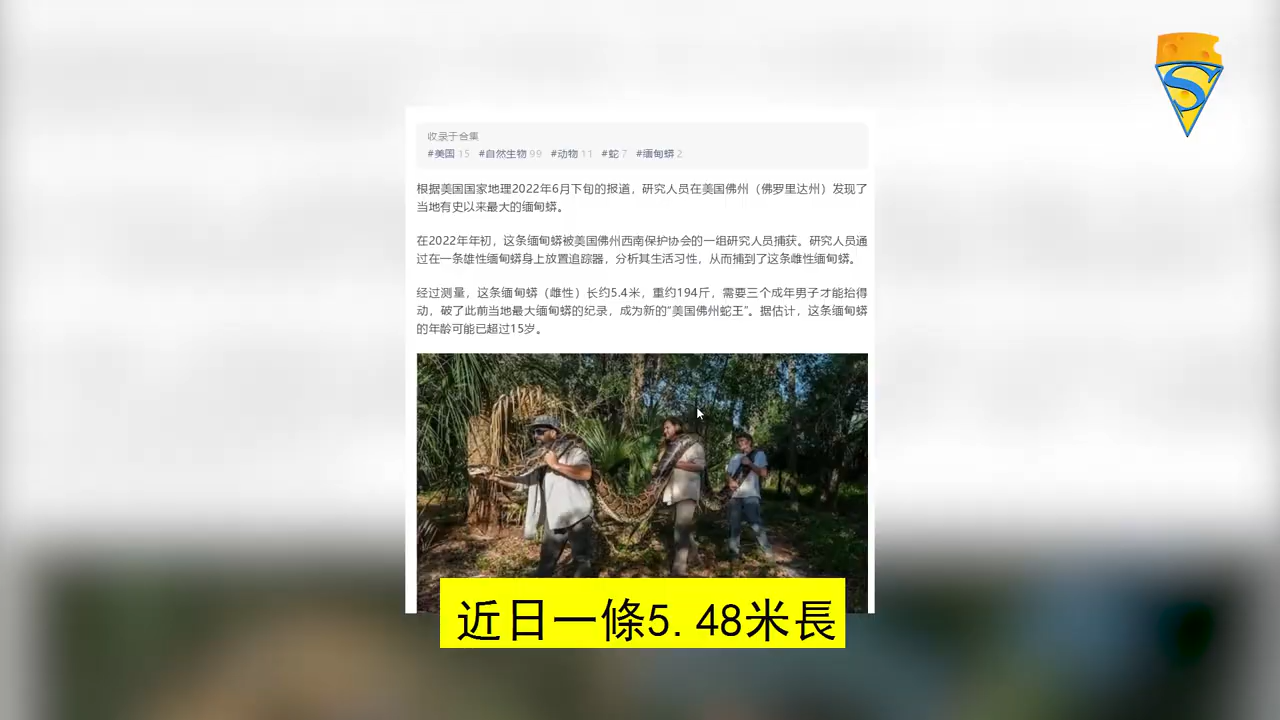 S
收录于合集
#美国 15 #自然生物 99 #动物 11 #蛇 7 #缅甸蟒 2
根据美国国家地理2022年6月下旬的报道，研究人员在美国佛州（佛罗里达州）发现了
当地有史以来最大的缅甸蟒。
在2022年年初，这条缅甸蟒被美国佛州西南保护协会的一组研究人员捕获。研究人员通
过在一条雄性缅甸蟒身上放置追踪器，分析其生活习性，从而捕到了这条雌性缅甸蟒。
经过测量，这条缅甸蟒（雌性）长约5.4米，重约194斤，需要三个成年男子才能抬得
动，破了此前当地最大缅甸蟒的纪录，成为新的“美国佛州蛇王”。据估计，这条缅甸蟒
的年龄可能已超过15岁。
近日一條5.48米長